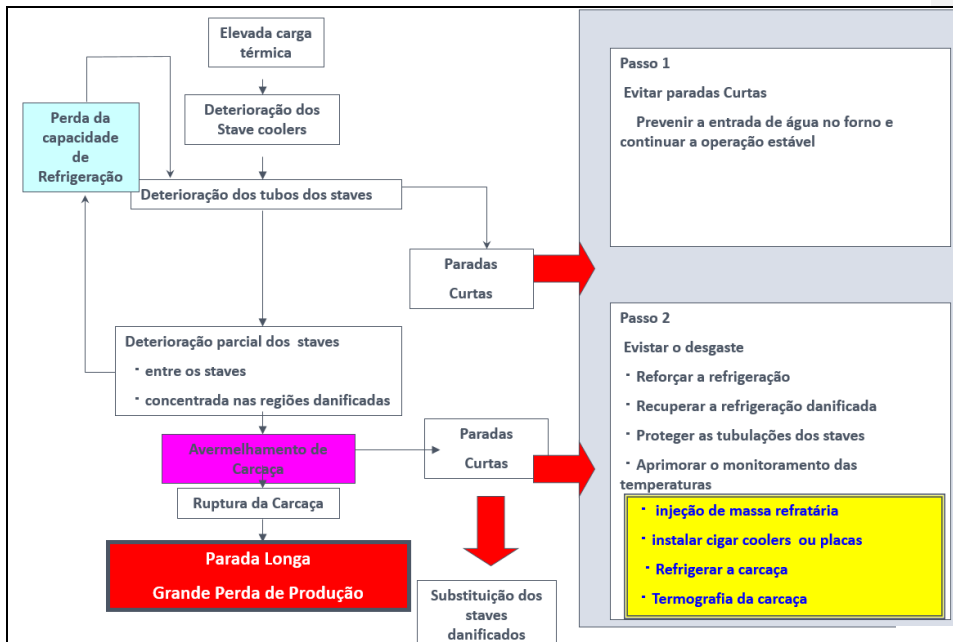 Elevada carga
térmica
Deterioração dos
Stave coolers
Perda da
capacidade
de
Refrigeração
Deterioração dos tubos dos staves
Paradas
Curtas
Deterioração parcial dos staves
· entre os staves
· concentrada nas regiões danificadas
Avermelhamento de
Carcaça
Paradas
Curtas
Ruptura da Carcaça
Parada Longa
Grande Perda de Produção
Substituição dos
staves
danificados
Passo 1
Evitar paradas Curtas
Prevenir a entrada de água no forno e
continuar a operação estável
Passo 2
Evistar o desgaste
· Reforçar a refrigeração
· Recuperar a refrigeração danificada
· Proteger as tubulações dos staves
· Aprimorar o monitoramento das
temperaturas
· injeção de massa refratária
· instalar cigar coolers ou placas
· Refrigerar a carcaça
· Termografia da carcaça